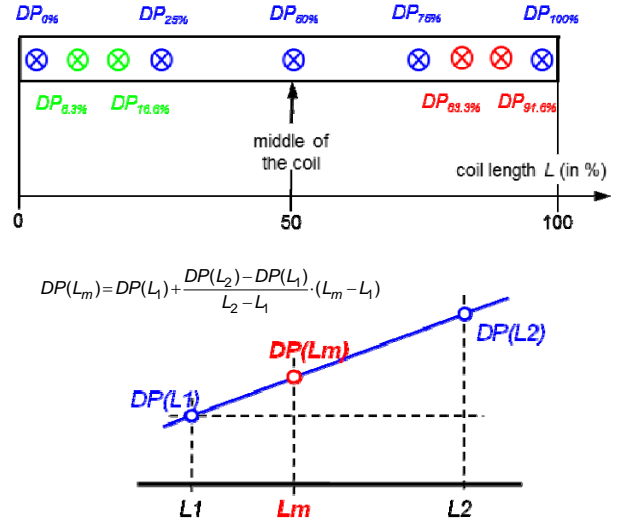 DP0% DP25% DP50% DP75% DP100%
DP8.3% DP16.6% DP83.3% DP91.6%
middle of
the coil
coil length L (in %)
0 50 100
DP(Lm)=DP(L1)+DP(L2)−DP(L1)/L2−L1·(Lm−L1)
DP(L2)
DP(Lm)
DP(L1)
L1 Lm L2